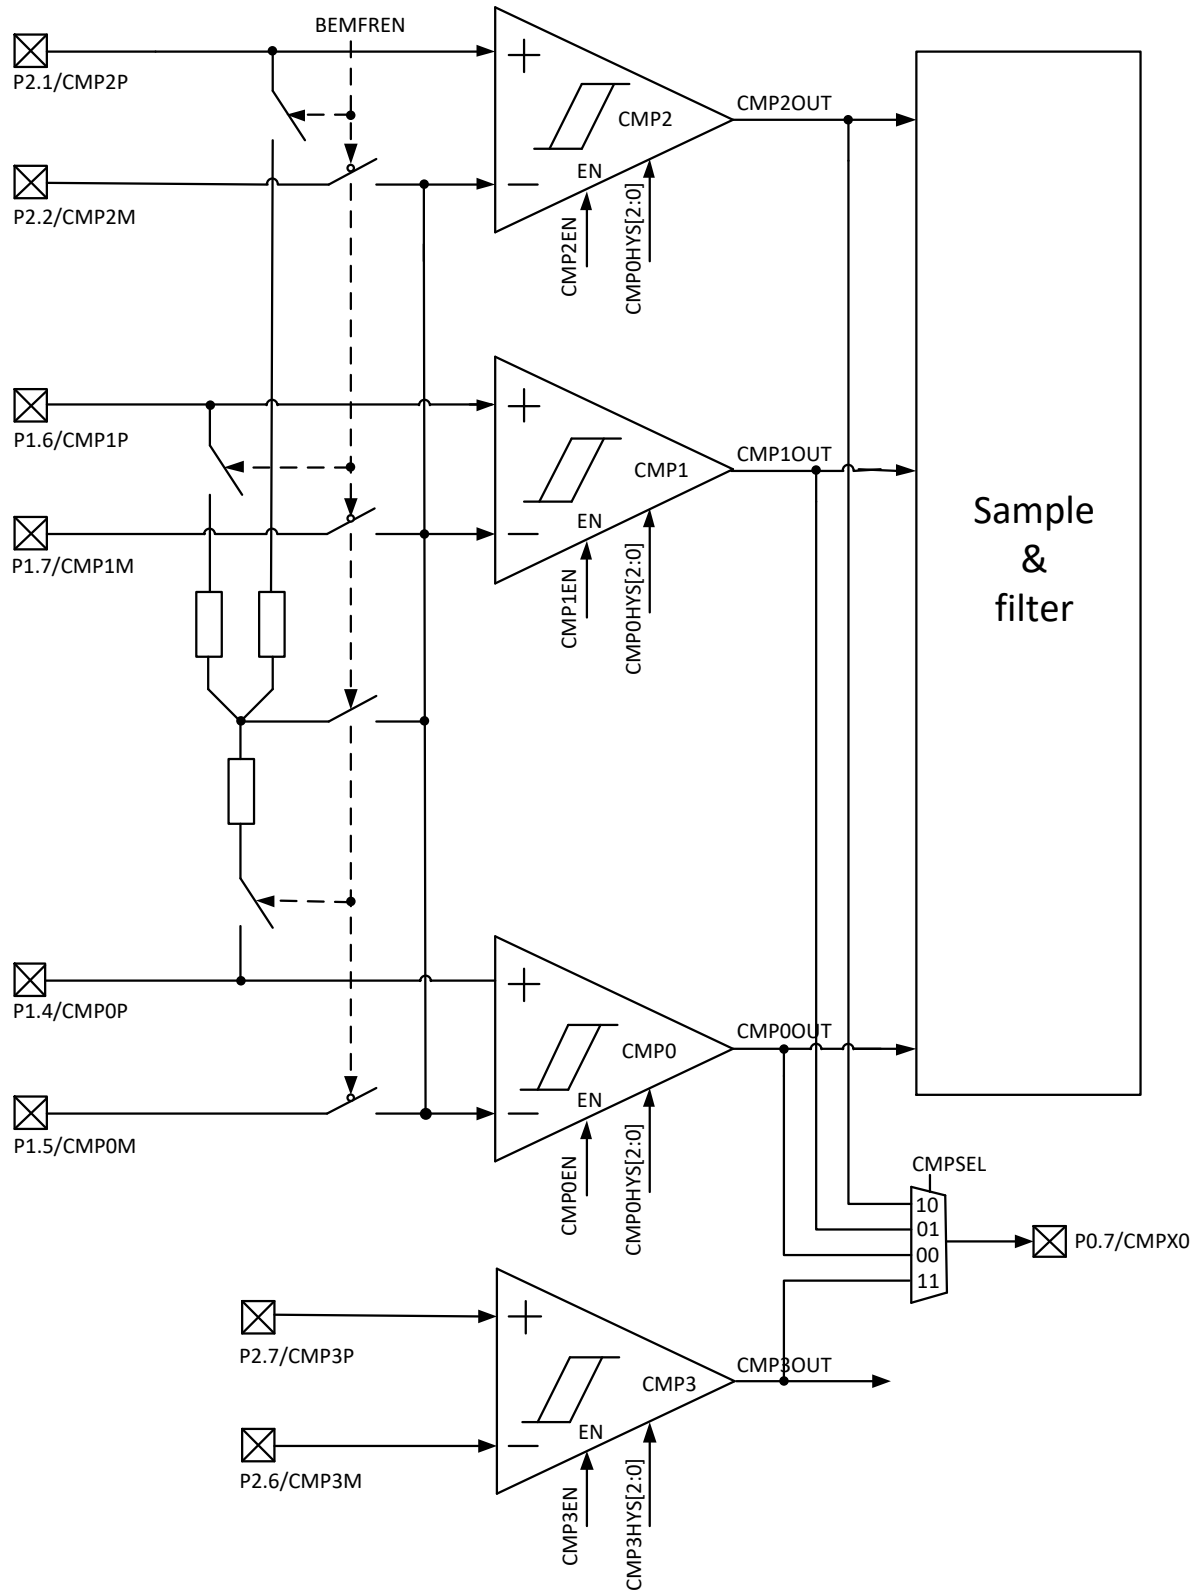 BEMFREN
P2.1/CMP2P
CMP2OUT
CMP2
EN
P2.2/CMP2M
CMP2EN
CMP0HYS[2:0]
P1.6/CMP1P
CMP1OUT
CMP1
EN
P1.7/CMP1M
CMP1EN
CMP0HYS[2:0]
Sample
&
filter
P1.4/CMP0P
CMP0OUT
CMP0
EN
P1.5/CMP0M
CMP0EN
CMP0HYS[2:0]
CMPSEL
10
01
00
11
P0.7/CMPX0
P2.7/CMP3P
CMP3OUT
CMP3
EN
P2.6/CMP3M
CMP3EN
CMP3HYS[2:0]